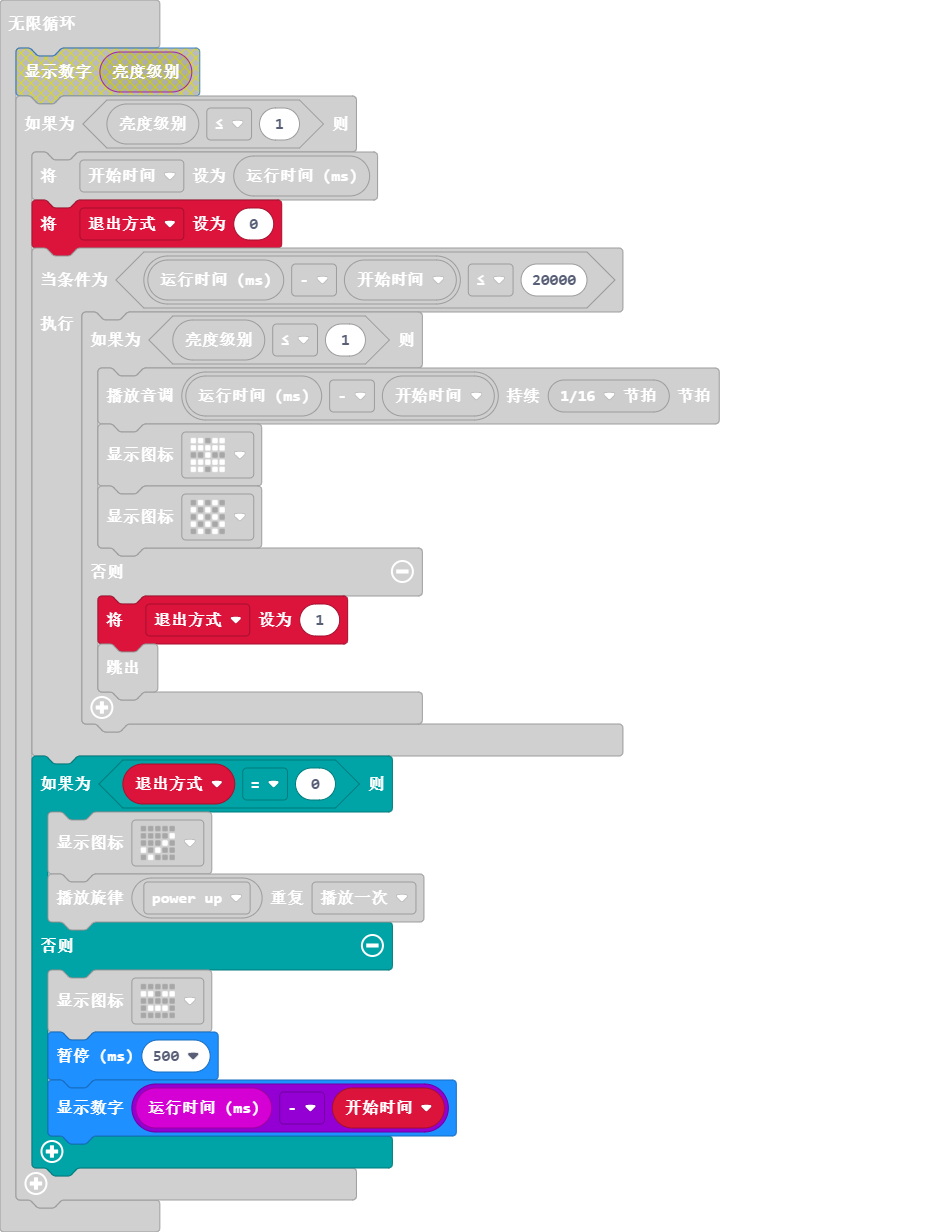 无限循环
显示数字 亮度级别
如果为 亮度级别 ≤ 1 则
将 开始时间 设为 运行时间 (ms)
将 退出方式 设为 0
当条件为 运行时间 (ms) - 开始时间 ≤ 20000
执行
如果为 亮度级别 ≤ 1 则
播放音调 运行时间 (ms) - 开始时间 持续 1/16 节拍 节拍
显示图标
显示图标
否则
将 退出方式 设为 1
跳出
如果为 退出方式 = 0 则
显示图标
播放旋律 power up 重复 播放一次
否则
显示图标
暂停 (ms) 500
显示数字 运行时间 (ms) - 开始时间